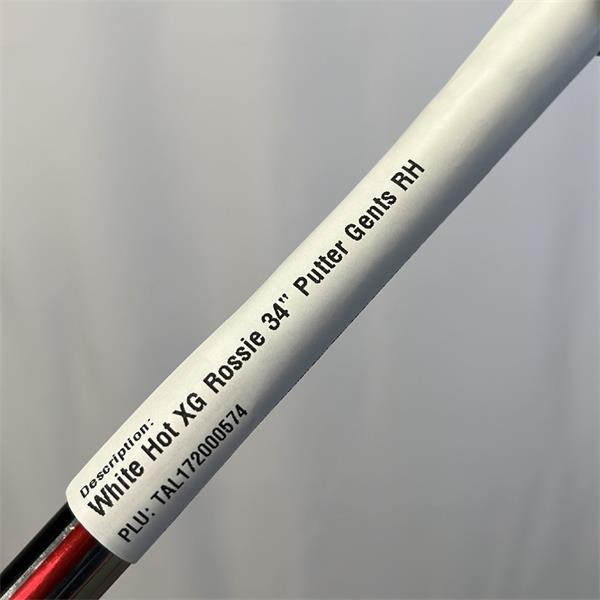 Description:
White Hot XG Rossie 34" Putter Gents RH
PLU: TAL172000574